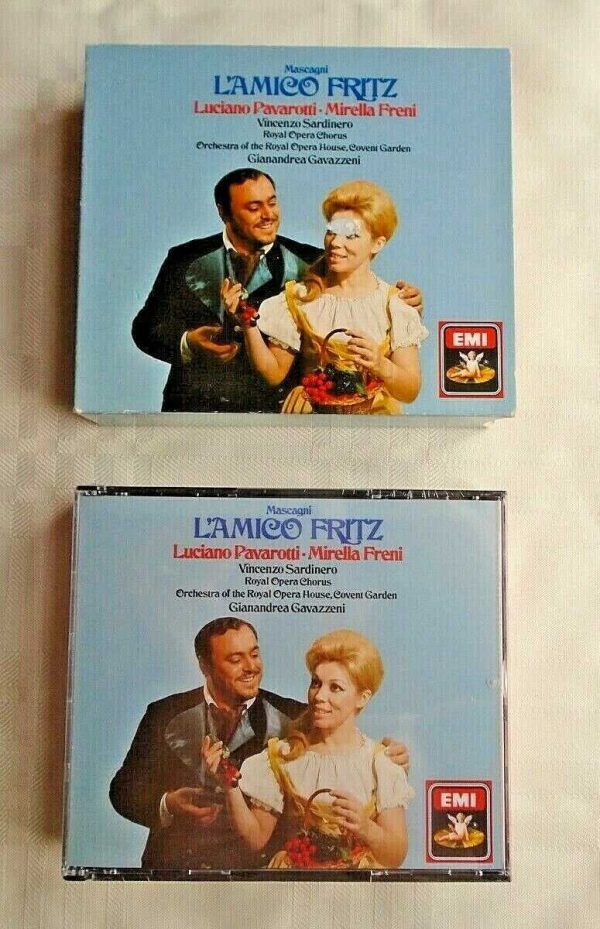 Mascagni
L'AMICO FRITZ
Luciano Pavarotti · Mirella Freni
Vincenzo Sardinero
Royal Opera Chorus
Orchestra of the Royal Opera House, Covent Garden
Gianandrea Gavazzeni
EMI
Mascagni
L'AMICO FRITZ
Luciano Pavarotti · Mirella Freni
Vincenzo Sardinero
Royal Opera Chorus
Orchestra of the Royal Opera House, Covent Garden
Gianandrea Gavazzeni
EMI